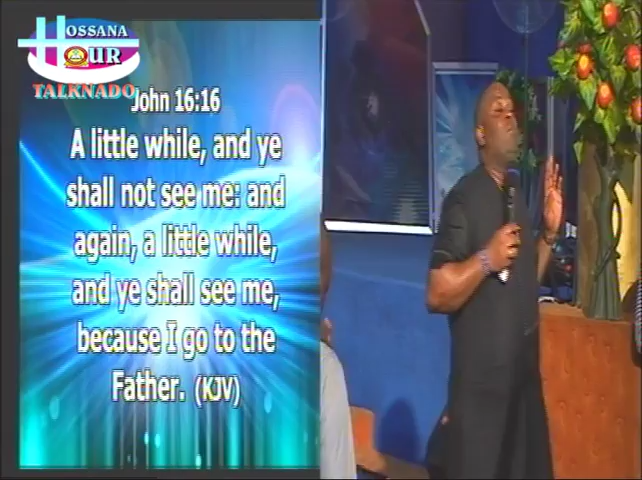 HOSSANA
HOUR
TALKNADO
John 16:16
A little while, and ye
shall not see me: and
again, a little while,
and ye shall see me,
because I go to the
Father. (KJV)